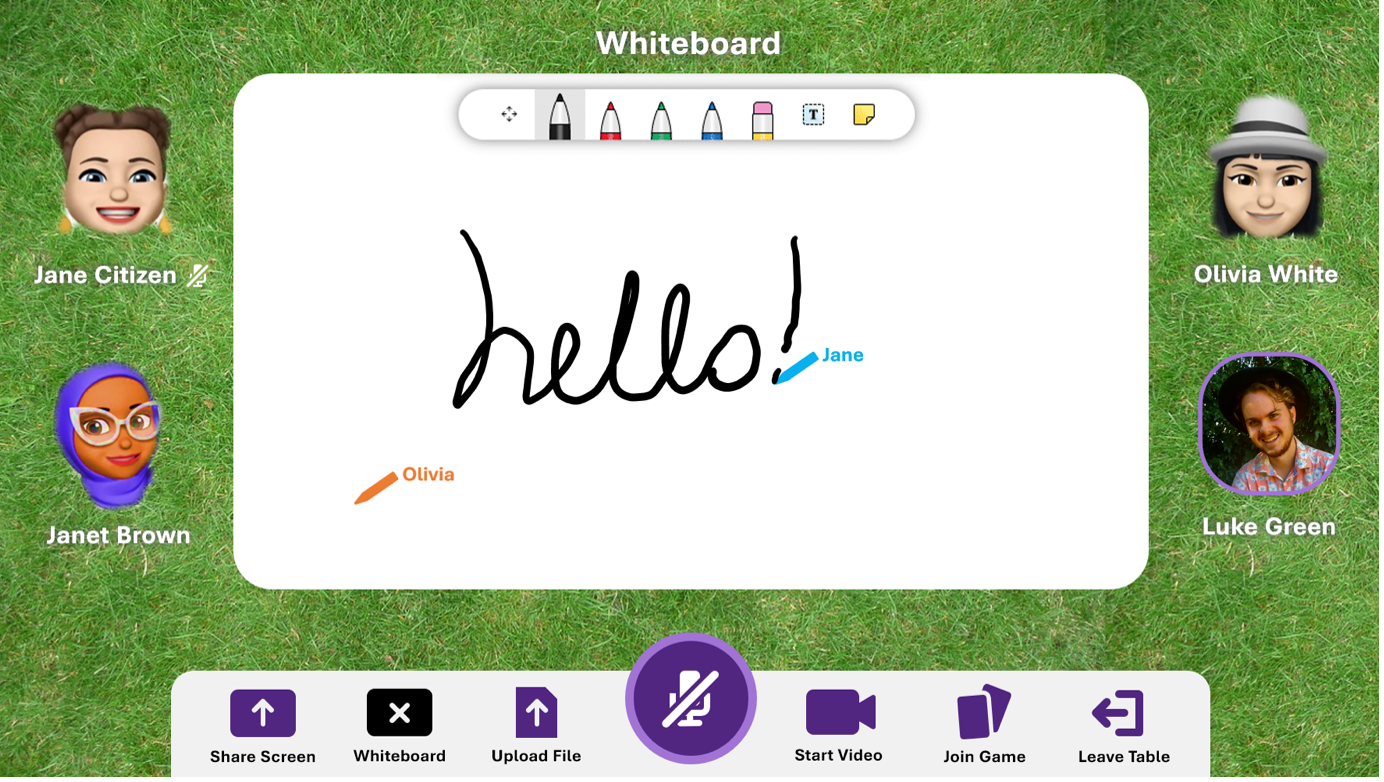 Whiteboard
T
hello!
Jane
Olivia
Jane Citizen
Janet Brown
Olivia White
Luke Green
Share Screen
Whiteboard
Upload File
Start Video
Join Game
Leave Table